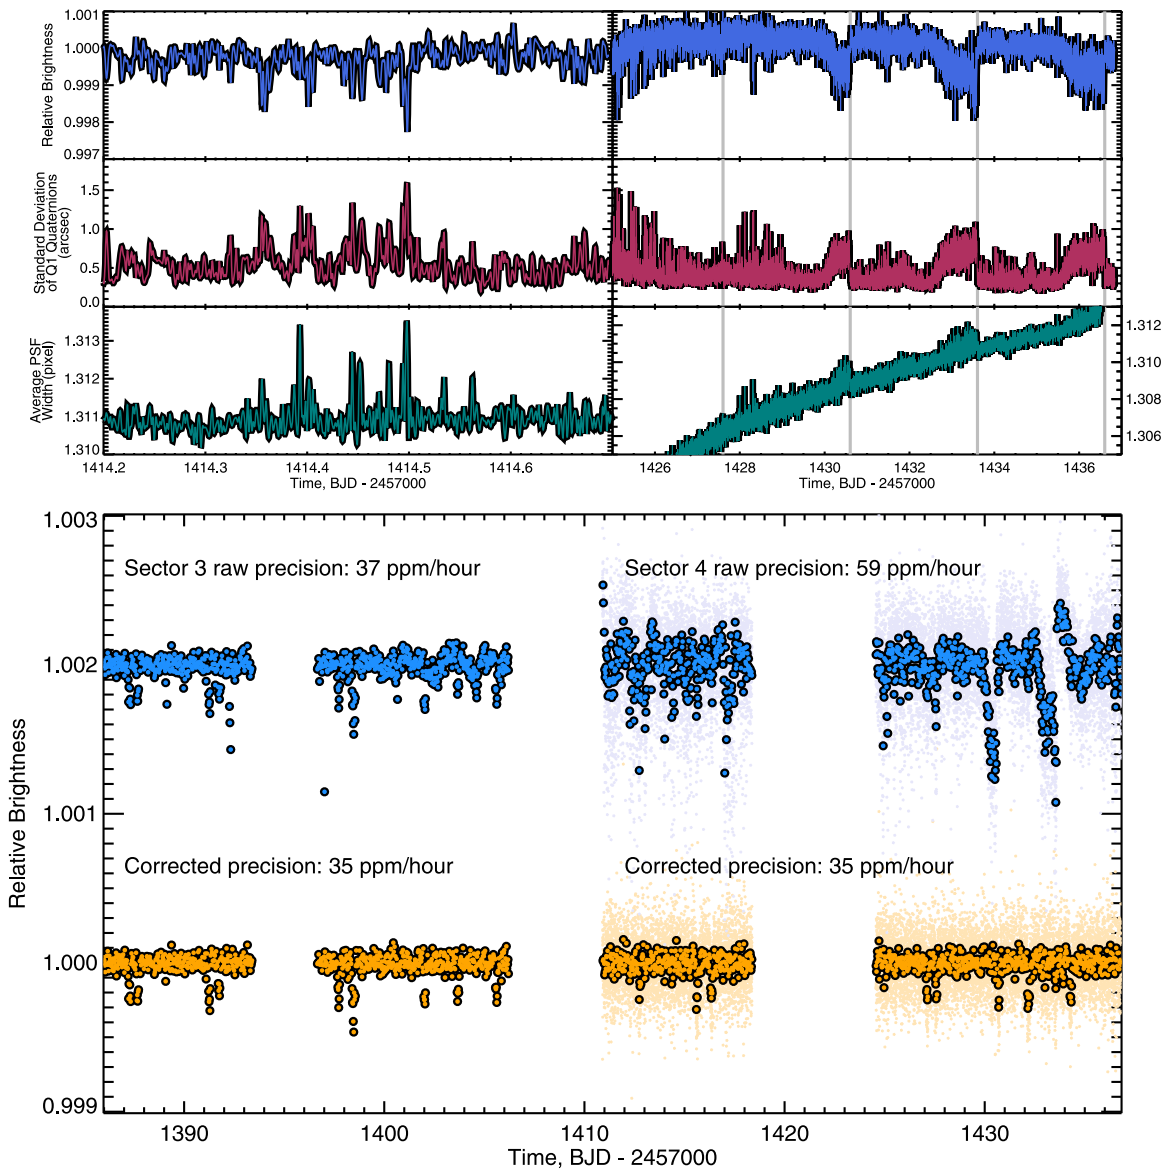 1.001
1.000
0.999
0.998
0.997
Relative Brightness
1.5
1.0
0.5
0.0
Standard Deviation
of Q1 Quaternions
(arcsec)
1.313
1.312
1.311
1.310
Average PSF
Width (pixel)
1.312
1.310
1.308
1.306
1414.2 1414.3 1414.4 1414.5 1414.6
1426 1428 1430 1432 1434 1436
Time, BJD - 2457000
Time, BJD - 2457000
1.003
Sector 3 raw precision: 37 ppm/hour
Sector 4 raw precision: 59 ppm/hour
1.002
1.001
Corrected precision: 35 ppm/hour
Corrected precision: 35 ppm/hour
1.000
0.999
Relative Brightness
1390 1400 1410 1420 1430
Time, BJD - 2457000